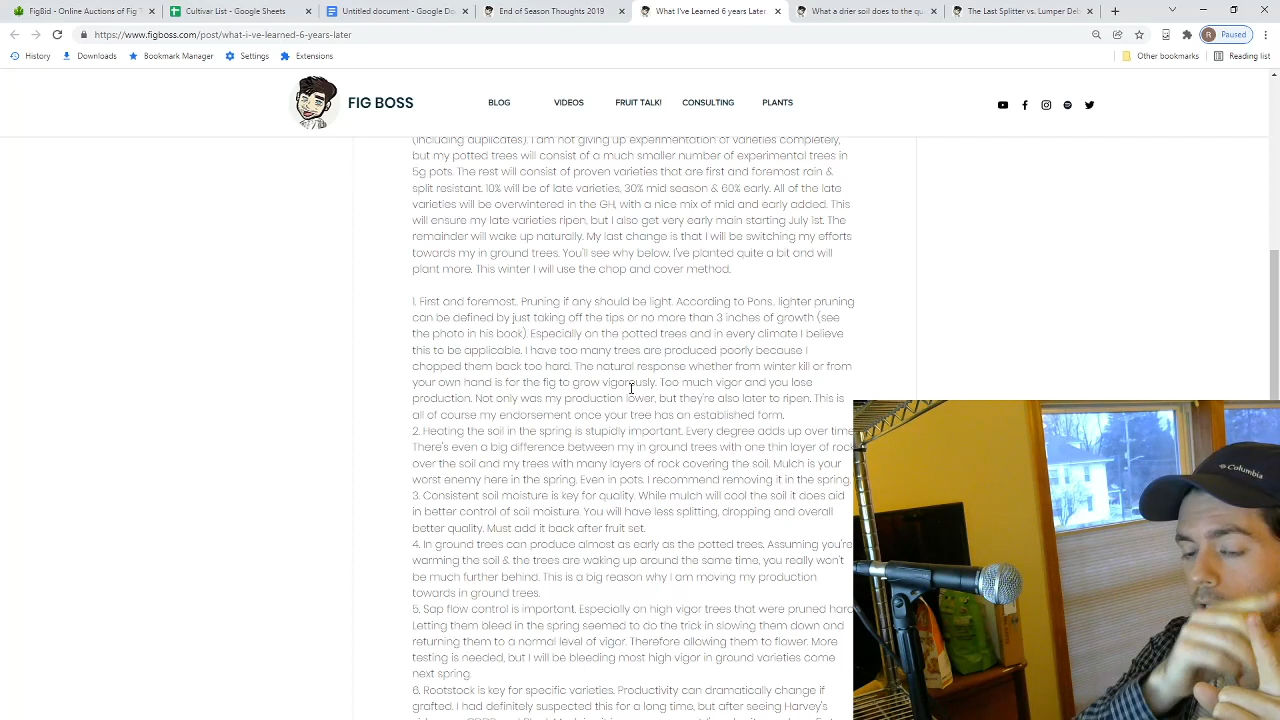 FigBid - Online Auctions of Fig
Cultivar List - Google Sheets
Untitled document - Google Do
End of Season Thoughts 2019
What I've Learned 6 years Later
What a drier soil does to the qu
The Last Splitter vs. Lumper Deb
https://www.figboss.com/post/what-i-ve-learned-6-years-later
Paused
History
Downloads
Bookmark Manager
Settings
Extensions
Other bookmarks
Reading list
FIG BOSS
BLOG
VIDEOS
FRUIT TALK!
CONSULTING
PLANTS
(including duplicates). I am not giving up experimentation of varieties completely,
but my potted trees will consist of a much smaller number of experimental trees in
5g pots. The rest will consist of proven varieties that are first and foremost rain &
split resistant. 10% will be of late varieties, 30% mid season & 60% early. All of the late
varieties will be overwintered in the GH, with a nice mix of mid and early added. This
will ensure my late varieties ripen, but I also get very early main starting July 1st. The
remainder will wake up naturally. My last change is that I will be switching my efforts
towards my in ground trees. You'll see why below. I've planted quite a bit and will
plant more. This winter I will use the chop and cover method.
1. First and foremost.. Pruning if any should be light. According to Pons.. lighter pruning
can be defined by just taking off the tips or no more than 3 inches of growth (see
the photo in his book). Especially on the potted trees and in every climate I believe
this to be applicable. I have too many trees are produced poorly because I
chopped them back too hard. The natural response whether from winter kill or from
your own hand is for the fig to grow vigorously. Too much vigor and you lose
production. Not only was my production lower, but they're also later to ripen. This is
all of course my endorsement once your tree has an established form.
2. Heating the soil in the spring is stupidly important. Every degree adds up over time.
There's even a big difference between my in ground trees with one thin layer of rock
over the soil and my trees with many layers of rock covering the soil. Mulch is your
worst enemy here in the spring. Even in pots. I recommend removing it in the spring.
3. Consistent soil moisture is key for quality. While mulch will cool the soil it does aid
in better control of soil moisture. You will have less splitting, dropping and overall
better quality. Must add it back after fruit set.
4. In ground trees can produce almost as early as the potted trees. Assuming you're
warming the soil & the trees are waking up around the same time, you really won't
be much further behind. This is a big reason why I am moving my production
towards in ground trees.
5. Sap flow control is important. Especially on high vigor trees that were pruned hard.
Letting them bleed in the spring seemed to do the trick in slowing them down and
returning them to a normal level of vigor. Therefore allowing them to flower. More
testing is needed, but I will be bleeding most high vigor in ground varieties come
next spring.
6. Rootstock is key for specific varieties. Productivity can dramatically change if
grafted. I had definitely suspected this for a long time, but after seeing Harvey's
Columbia